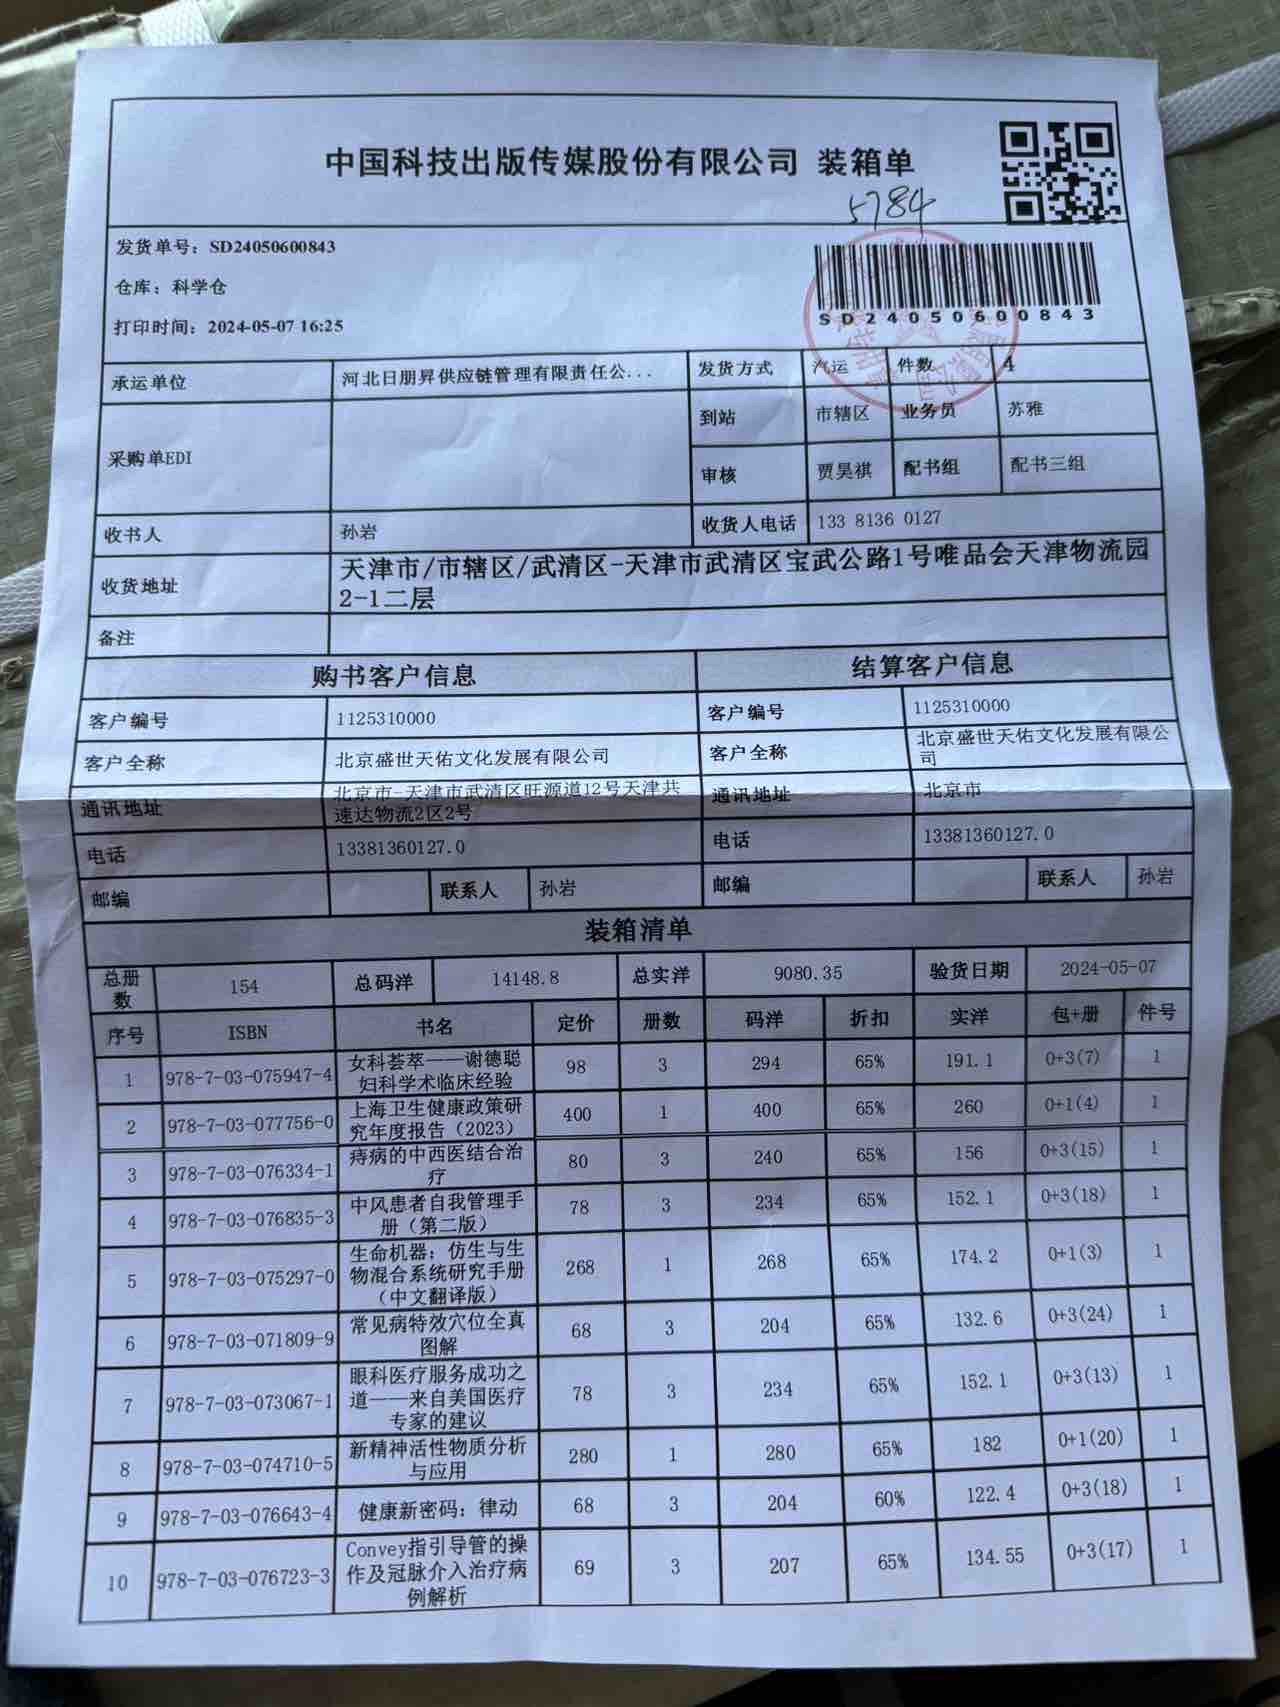 中国科技出版传媒股份有限公司 装箱单
5784
发货单号：SD24050600843
仓库：科学仓
打印时间：2024-05-07 16:25
SD24050600843
承运单位 河北日朋昇供应链管理有限责任公... 发货方式 汽运 件数 4
采购单EDI 到站 市辖区 业务员 苏雅
审核 贾昊祺 配书组 配书三组
收书人 孙岩 收货人电话 133 8136 0127
收货地址 天津市/市辖区/武清区-天津市武清区宝武公路1号唯品会天津物流园
2-1二层
备注
购书客户信息 结算客户信息
客户编号 1125310000 客户编号 1125310000
客户全称 北京盛世天佑文化发展有限公司 客户全称 北京盛世天佑文化发展有限公
司
通讯地址 北京市-天津市武清区旺源道12号天津共
速达物流2区2号 通讯地址 北京市
电话 13381360127.0 电话 13381360127.0
邮编 联系人 孙岩 邮编 联系人 孙岩
装箱清单
总册
数 154 总码洋 14148.8 总实洋 9080.35 验货日期 2024-05-07
序号 ISBN 书名 定价 册数 码洋 折扣 实洋 包+册 件号
1 978-7-03-075947-4 女科荟萃——谢德聪
妇科学术临床经验 98 3 294 65% 191.1 0+3(7) 1
2 978-7-03-077756-0 上海卫生健康政策研
究年度报告（2023） 400 1 400 65% 260 0+1(4) 1
3 978-7-03-076334-1 痔病的中西医结合治
疗 80 3 240 65% 156 0+3(15) 1
4 978-7-03-076835-3 中风患者自我管理手
册（第二版） 78 3 234 65% 152.1 0+3(18) 1
5 978-7-03-075297-0 生命机器：仿生与生
物混合系统研究手册
（中文翻译版） 268 1 268 65% 174.2 0+1(3) 1
6 978-7-03-071809-9 常见病特效穴位全真
图解 68 3 204 65% 132.6 0+3(24) 1
7 978-7-03-073067-1 眼科医疗服务成功之
道——来自美国医疗
专家的建议 78 3 234 65% 152.1 0+3(13) 1
8 978-7-03-074710-5 新精神活性物质分析
与应用 280 1 280 65% 182 0+1(20) 1
9 978-7-03-076643-4 健康新密码：律动 68 3 204 60% 122.4 0+3(18) 1
10 978-7-03-076723-3 Convey指引导管的操
作及冠脉介入治疗病
例解析 69 3 207 65% 134.55 0+3(17) 1